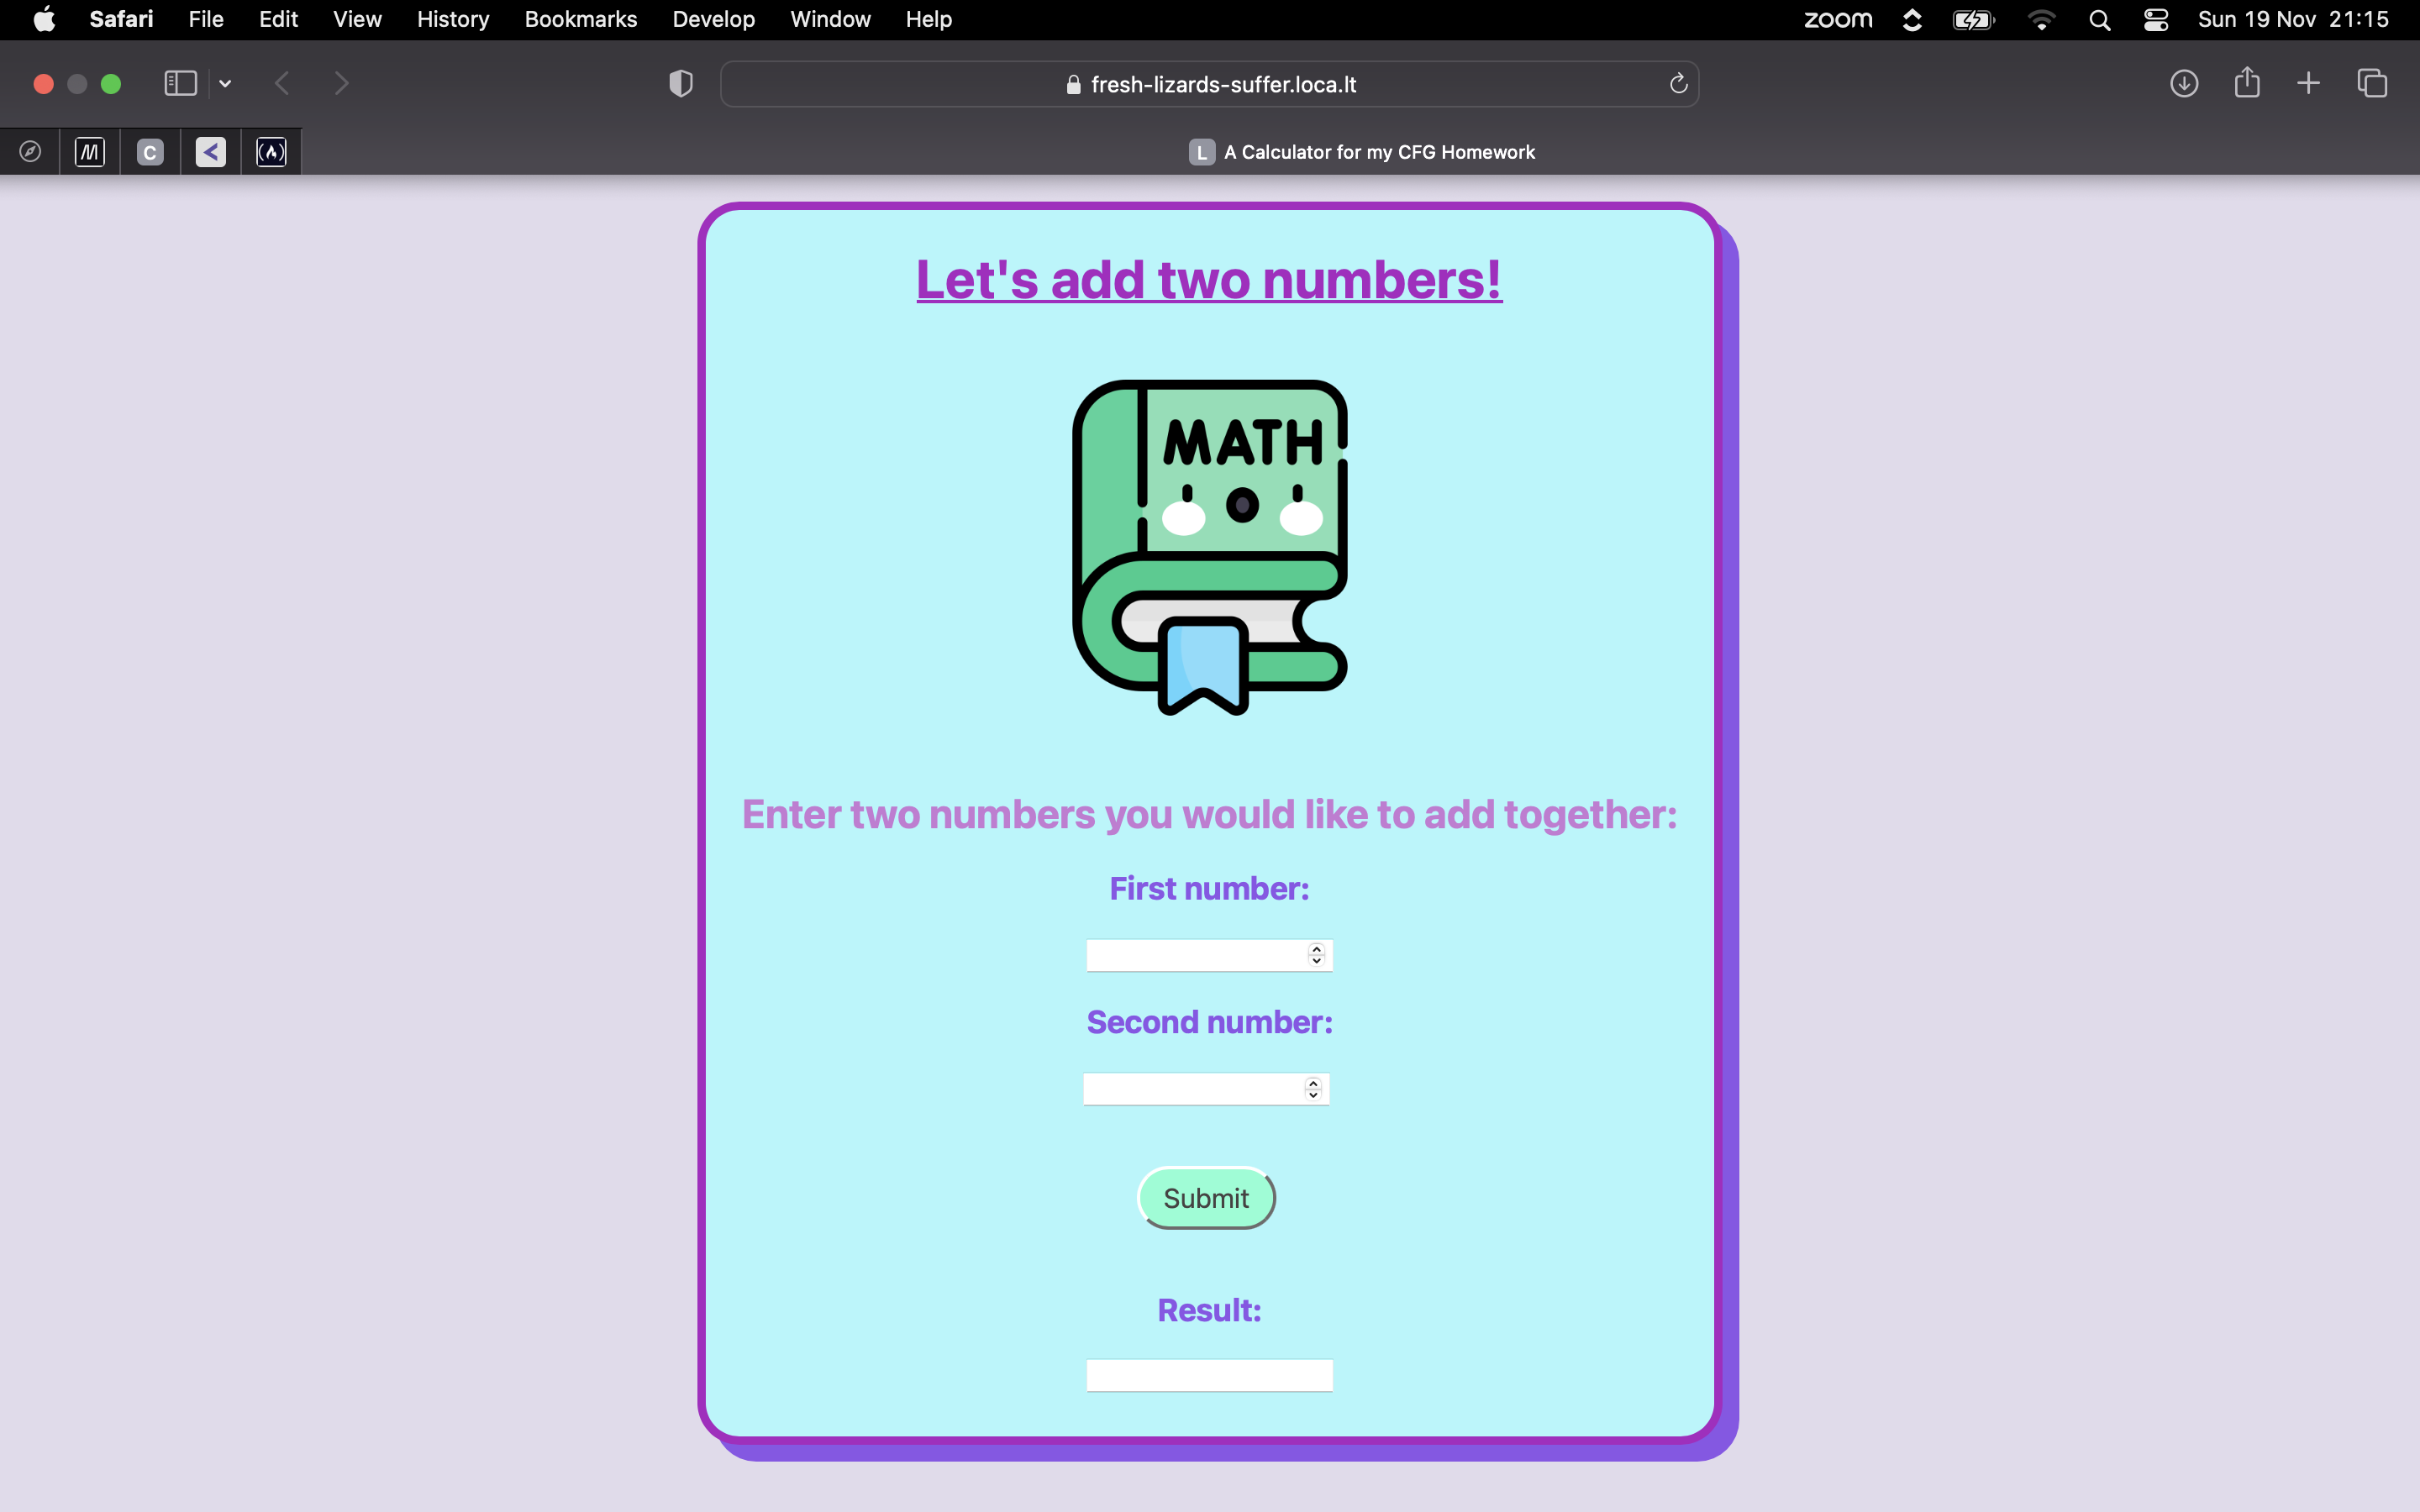 Safari File Edit View History Bookmarks Develop Window Help zoom Sun 19 Nov 21:15
fresh-lizards-suffer.loca.lt
C L A Calculator for my CFG Homework
Let's add two numbers!
MATH
Enter two numbers you would like to add together:
First number:
Second number:
Submit
Result: